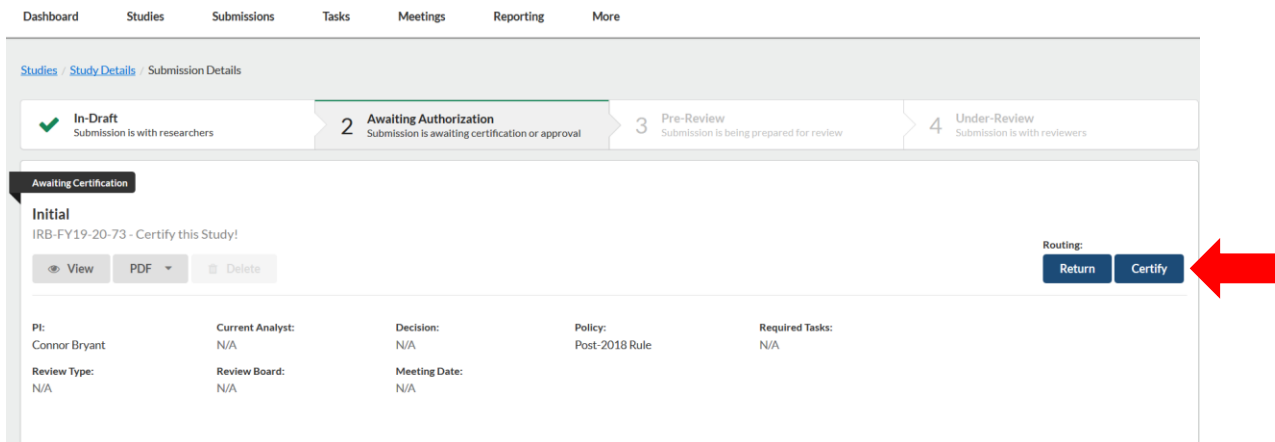 Dashboard Studies Submissions Tasks Meetings Reporting More
Studies / Study Details / Submission Details
In-Draft
Submission is with researchers
2 Awaiting Authorization
Submission is awaiting certification or approval
3 Pre-Review
Submission is being prepared for review
4 Under-Review
Submission is with reviewers
Awaiting Certification
Initial
IRB-FY19-20-73 - Certify this Study!
Routing:
View PDF Delete Return Certify
PI: Current Analyst: Decision: Policy: Required Tasks:
Connor Bryant N/A N/A Post-2018 Rule N/A
Review Type: Review Board: Meeting Date:
N/A N/A N/A